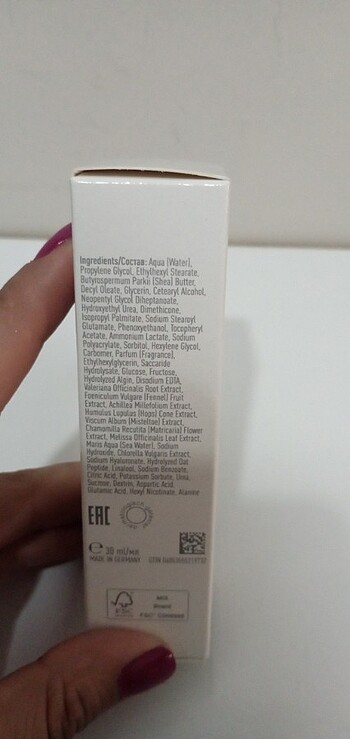 Ingredients/Состав: Aqua (Water),
Propylene Glycol, Ethylhexyl Stearate,
Butyrospermum Parkii (Shea) Butter,
Decyl Oleate, Glycerin, Cetearyl Alcohol,
Neopentyl Glycol Diheptanoate,
Hydroxyethyl Urea, Dimethicone,
Isopropyl Palmitate, Sodium Stearoyl
Glutamate, Phenoxyethanol, Tocopheryl
Acetate, Ammonium Lactate, Sodium
Polyacrylate, Sorbitol, Hexylene Glycol,
Carbomer, Parfum (Fragrance),
Ethylhexylglycerin, Saccaride
Hydrolysate, Glucose, Fructose,
Hydrolyzed Algin, Disodium EDTA,
Valeriana Officinalis Root Extract,
Foeniculum Vulgare (Fennel) Fruit
Extract, Achillea Millefolium Extract,
Humulus Lupulus (Hops) Cone Extract,
Viscum Album (Misteltoe) Extract,
Chamomilla Recutita (Matricaria) Flower
Extract, Melissa Officinalis Leaf Extract,
Maris Aqua (Sea Water), Sodium
Hydroxide, Chlorella Vulgaris Extract,
Sodium Hyaluronate, Hydrolyzed Oat
Peptide, Linalool, Sodium Benzoate,
Citric Acid, Potassium Sorbate, Urea,
Sucrose, Dextrin, Aspartic Acid,
Glutamic Acid, Hexyl Nicotinate, Alanine
EAC
℮ 30 ml/мл
MADE IN GERMANY
FSC
MIX
Board